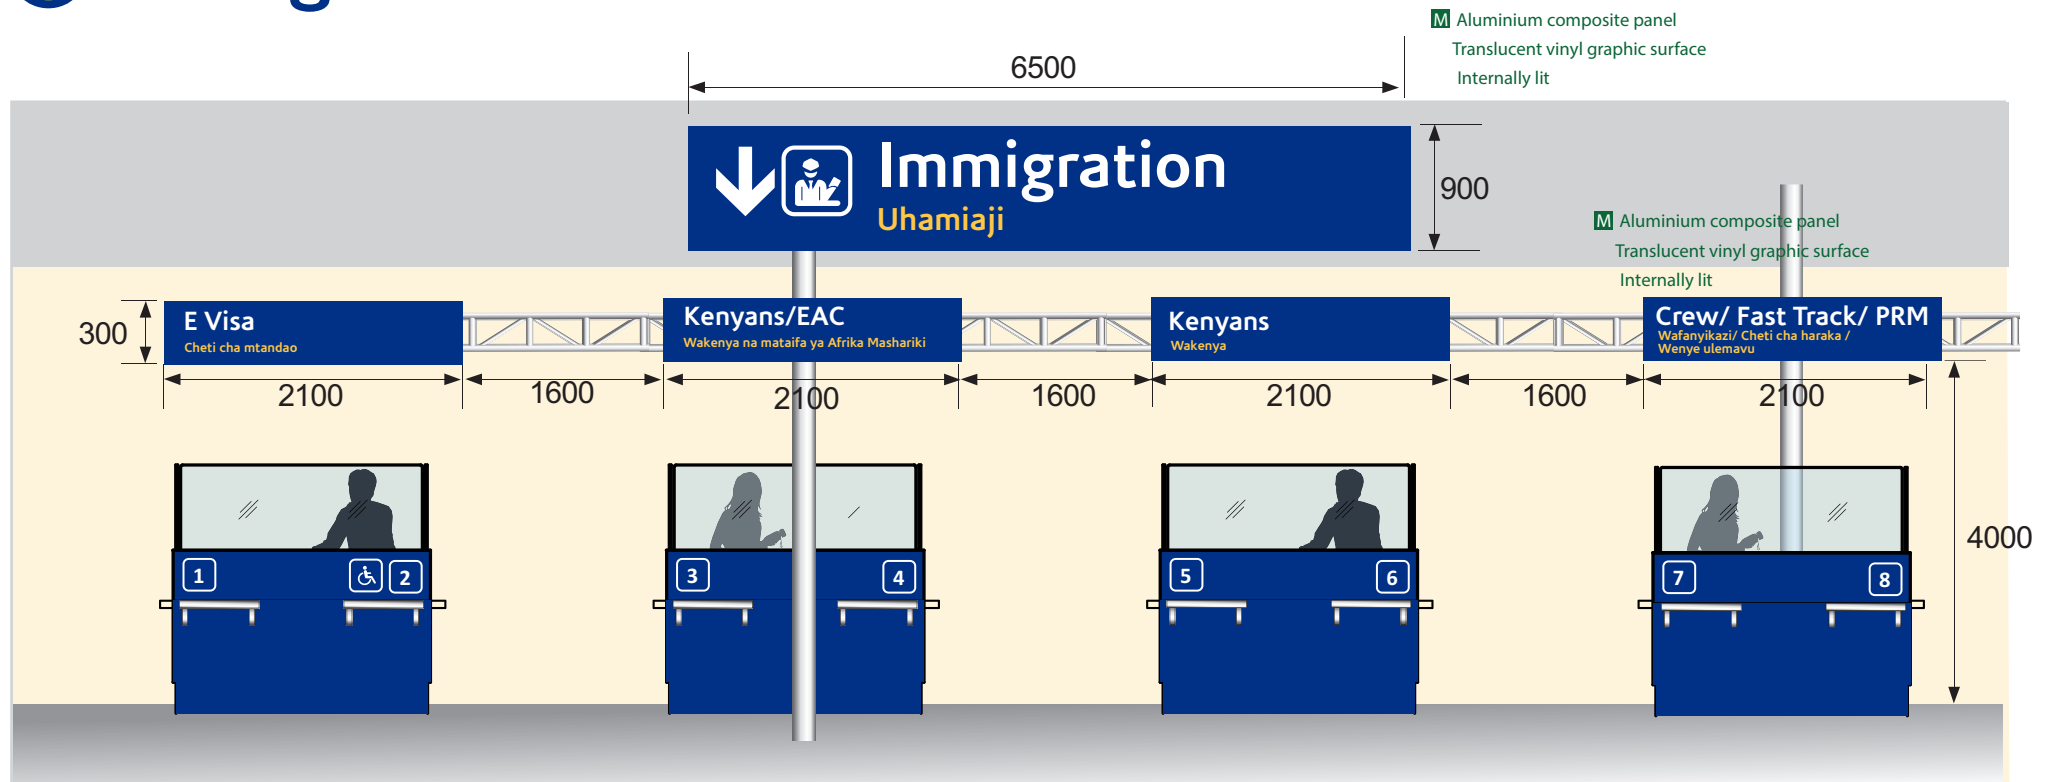 M Aluminium composite panel
Translucent vinyl graphic surface
Internally lit
6500
Immigration
Uhamiaji
900
M Aluminium composite panel
Translucent vinyl graphic surface
Internally lit
300
E Visa
Cheti cha mtandao
Kenyans/EAC
Wakenya na mataifa ya Afrika Mashariki
Kenyans
Wakenya
Crew/ Fast Track/ PRM
Wafanyikazi/ Cheti cha haraka /
Wenye ulemavu
2100 1600 2100 1600 2100 1600 2100
4000
1 2 3 4 5 6 7 8